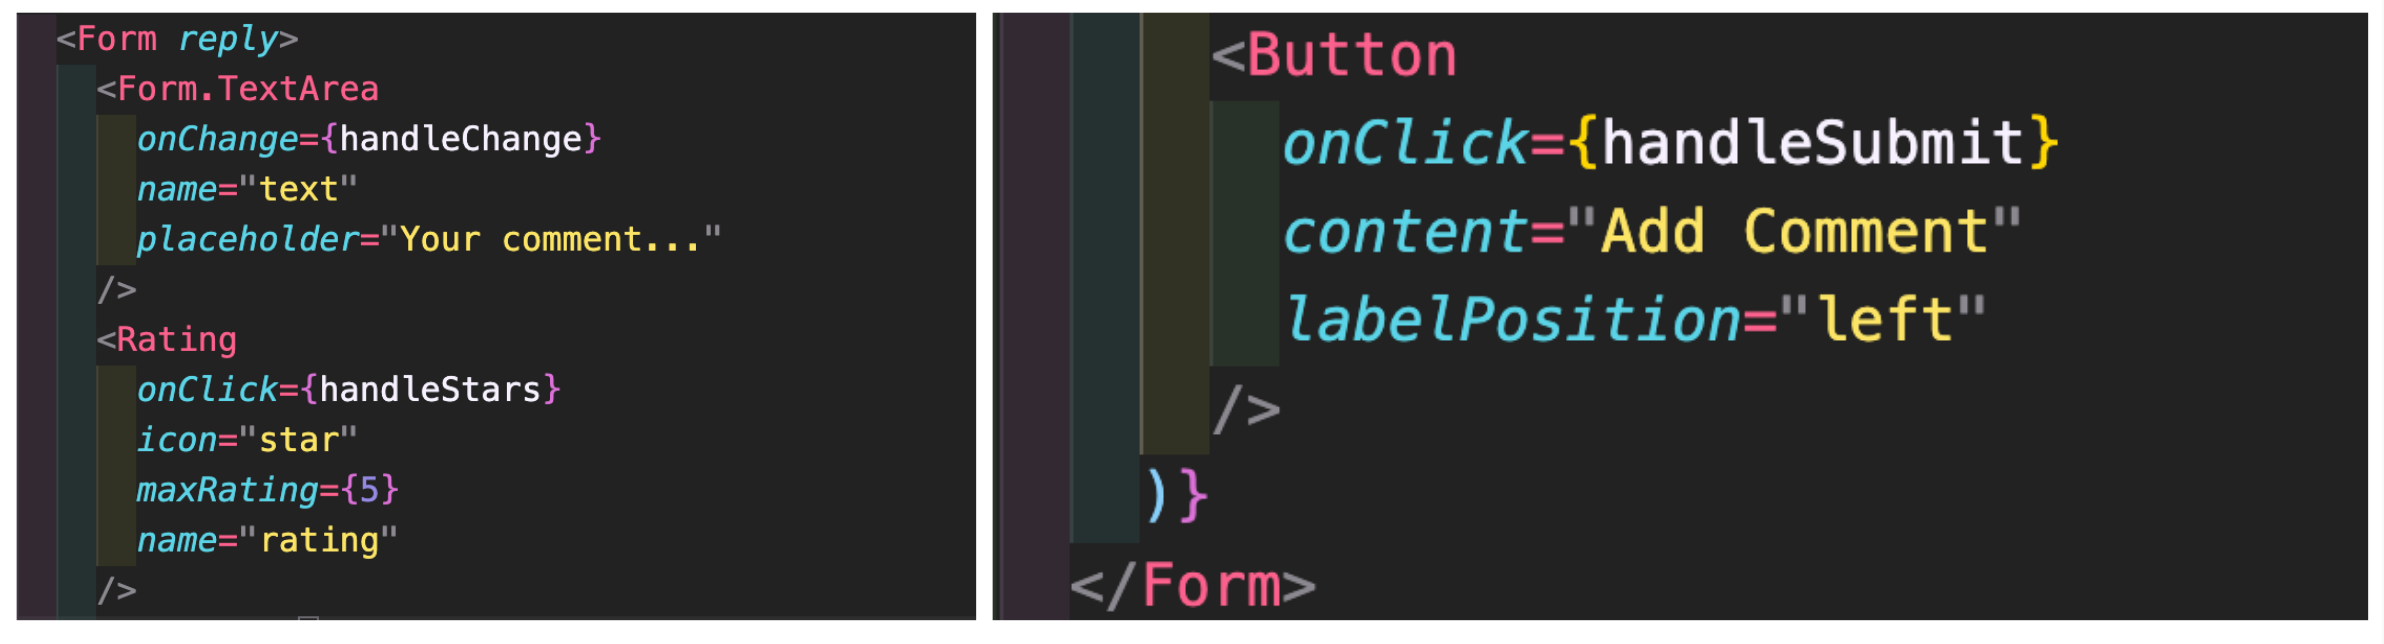 <Form reply>
<Form.TextArea
onChange={handleChange}
name="text"
placeholder="Your comment..."
/>
<Rating
onClick={handleStars}
icon="star"
maxRating={5}
name="rating"
/>
<Button
onClick={handleSubmit}
content="Add Comment"
labelPosition="left"
/>
)}
</Form>